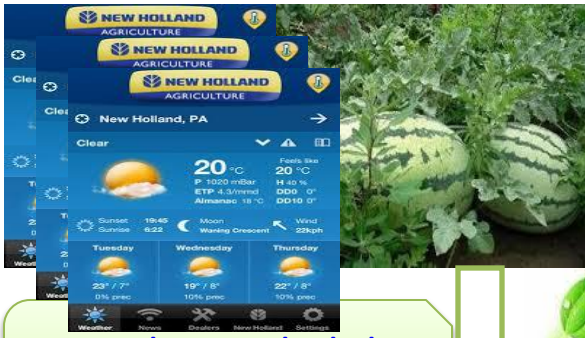 NEW HOLLAND
AGRICULTURE
NEW HOLLAND
AGRICULTURE
NEW HOLLAND
AGRICULTURE
New Holland, PA
Clear
20 °C
Feels like
20 °C
P 1020 mBar
H 40 %
ETP 4.3/mmd
DD0 0°
Almanac 18 °C
DD10 0°
Sunset 19:45
Sunrise 6:22
Moon
Waning Crescent
Wind
22kph
Tuesday
Wednesday
Thursday
23° / 7°
19° / 8°
22° / 8°
0% prec
10% prec
10% prec
Weather
News
Dealers
New Holland
Settings